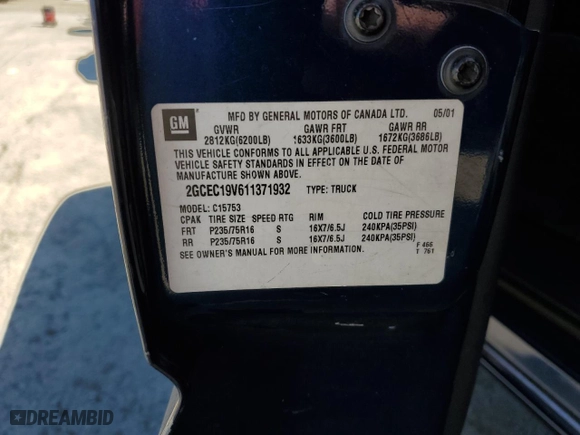 GM
MFD BY GENERAL MOTORS OF CANADA LTD. 05/01
GVWR GAWR FRT GAWR RR
2812KG(6200LB) 1633KG(3600LB) 1672KG(3686LB)
THIS VEHICLE CONFORMS TO ALL APPLICABLE U.S. FEDERAL MOTOR
VEHICLE SAFETY STANDARDS IN EFFECT ON THE DATE OF
MANUFACTURE SHOWN ABOVE.
2GCEC19V611371932 TYPE: TRUCK
MODEL: C15753
CPAK TIRE SIZE SPEED RTG RIM COLD TIRE PRESSURE
FRT P235/75R16 S 16X7/6.5J 240KPA(35PSI)
RR P235/75R16 S 16X7/6.5J 240KPA(35PSI)
SEE OWNER'S MANUAL FOR MORE INFORMATION.
F 466
T 761
DREAMBID